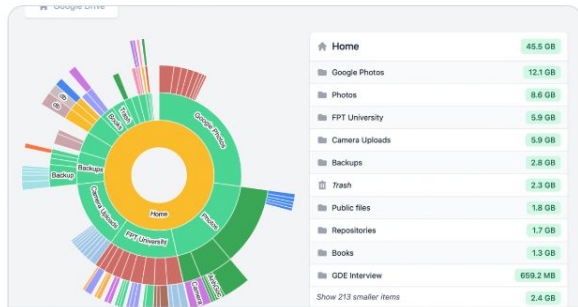 Google Drive
Home 45.5 GB
Google Photos 12.1 GB
Photos 8.6 GB
FPT University 5.9 GB
Camera Uploads 5.9 GB
Backups 2.8 GB
Trash 2.3 GB
Public files 1.8 GB
Repositories 1.7 GB
Books 1.3 GB
GDE Interview 659.2 MB
Show 213 smaller items 2.4 GB
Home
Google Photos
Photos
FPT University
Camera Uploads
Backups
Backup
Books
Trash
Camera